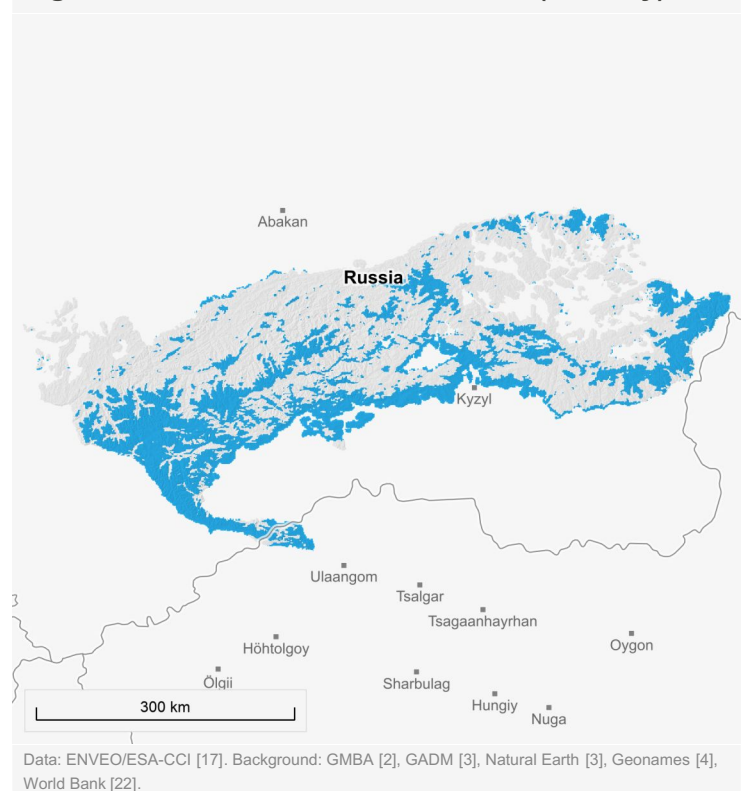 Abakan
Russia
Kyzyl
Ulaangom
Tsalgar
Tsagaanhayrhan
Höhtolgoy
Oygon
Ölgii
Sharbulag
Hungiy
Nuga
300 km
Data: ENVEO/ESA-CCI [17]. Background: GMBA [2], GADM [3], Natural Earth [3], Geonames [4],
World Bank [22].